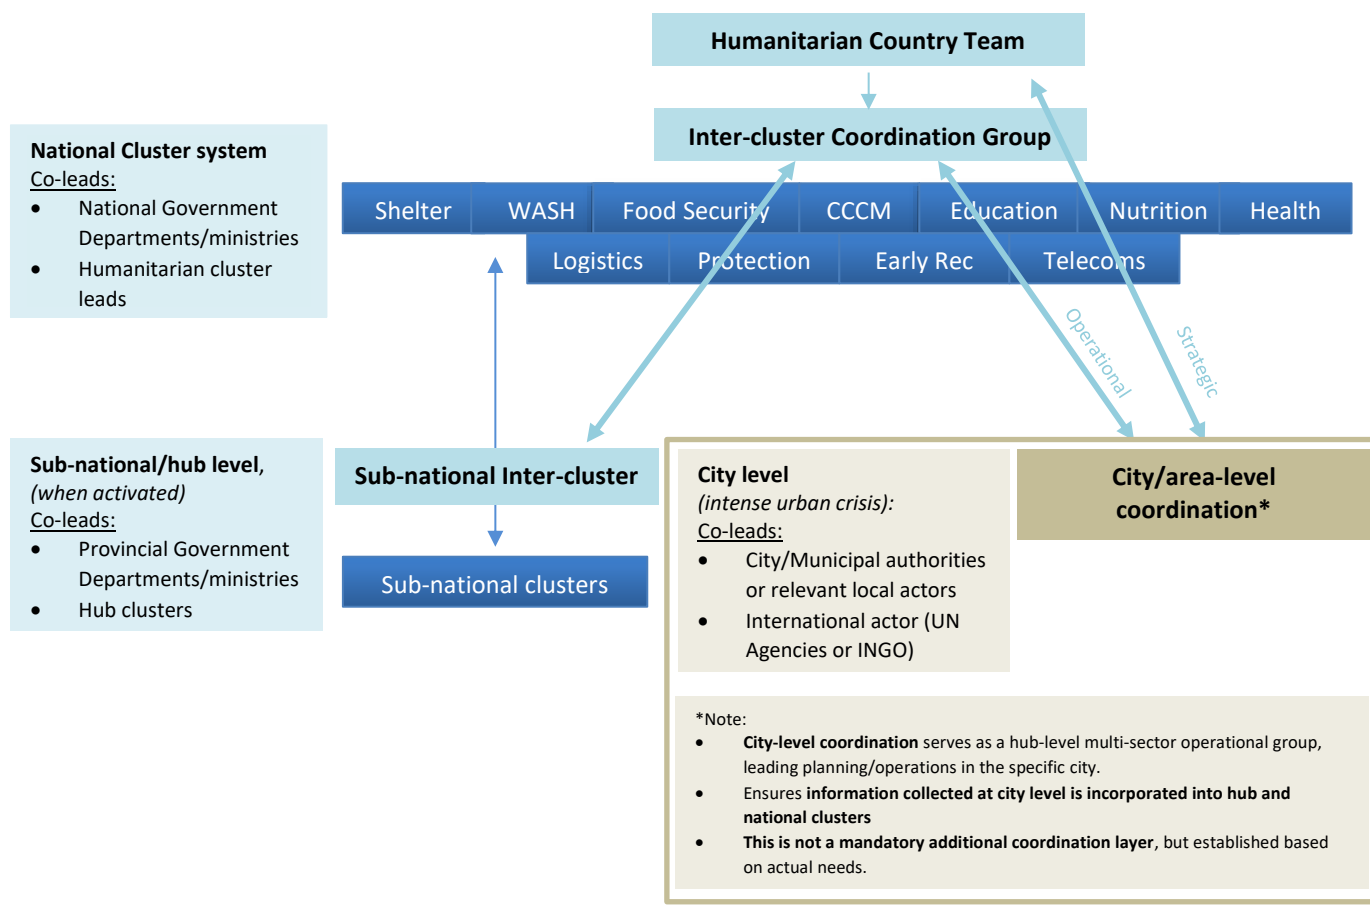 Humanitarian Country Team
Inter-cluster Coordination Group
National Cluster system
Co-leads:
• National Government
Departments/ministries
• Humanitarian cluster
leads
Shelter WASH Food Security CCCM Education Nutrition Health
Logistics Protection Early Rec Telecoms
Operational
Strategic
Sub-national/hub level,
(when activated)
Co-leads:
• Provincial Government
Departments/ministries
• Hub clusters
Sub-national Inter-cluster
Sub-national clusters
City level
(intense urban crisis):
Co-leads:
• City/Municipal authorities
or relevant local actors
• International actor (UN
Agencies or INGO)
City/area-level
coordination*
*Note:
• City-level coordination serves as a hub-level multi-sector operational group,
leading planning/operations in the specific city.
• Ensures information collected at city level is incorporated into hub and
national clusters
• This is not a mandatory additional coordination layer, but established based
on actual needs.